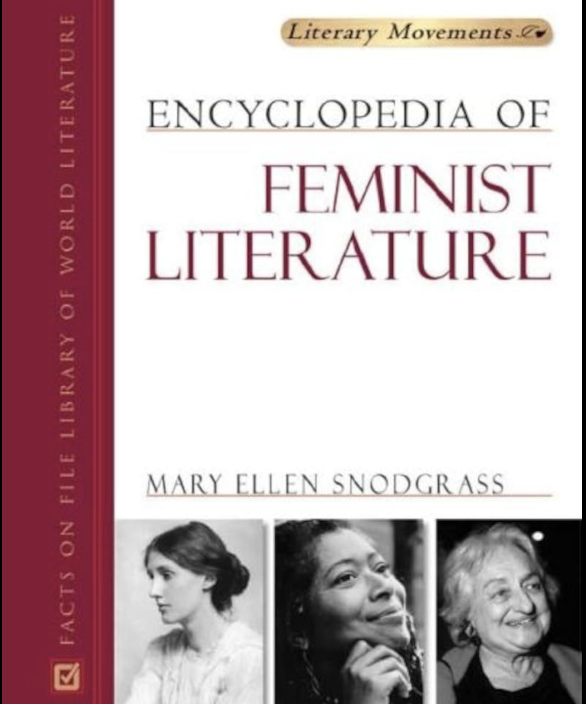 Literary Movements
ENCYCLOPEDIA OF
FEMINIST
LITERATURE
MARY ELLEN SNODGRASS
FACTS ON FILE LIBRARY OF WORLD LITERATURE